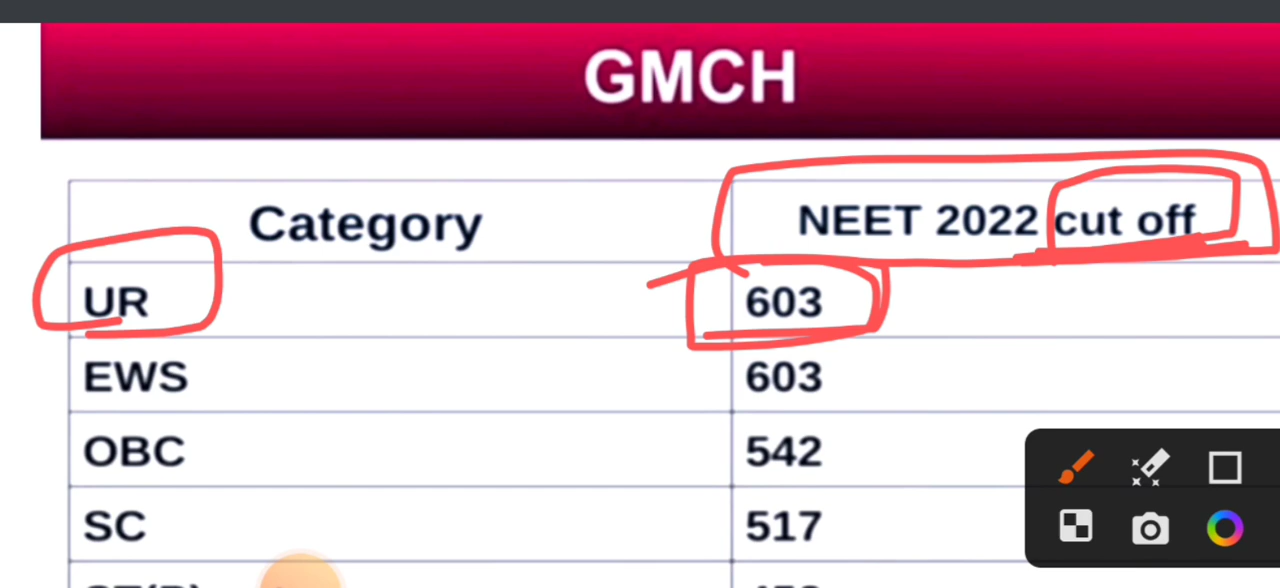 GMCH
Category NEET 2022 cut off
UR 603
EWS 603
OBC 542
SC 517